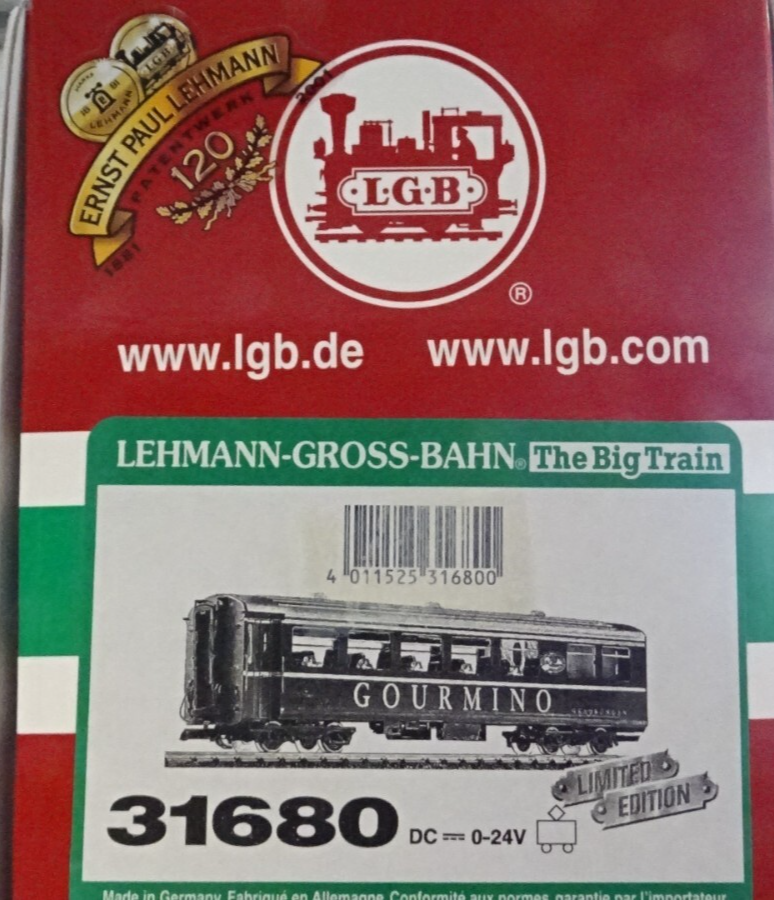 ERNST PAUL LEHMANN
PATENTWERK
120
1881
2001
LEHMANN
L·G·B
L·G·B
®
www.lgb.de www.lgb.com
LEHMANN-GROSS-BAHN® The Big Train
4 011525 316800
GOURMINO
31680 DC 0-24V
LIMITED
EDITION
Made in Germany. Fabriqué en Allemagne. Conformité aux normes garantie par l'importateur